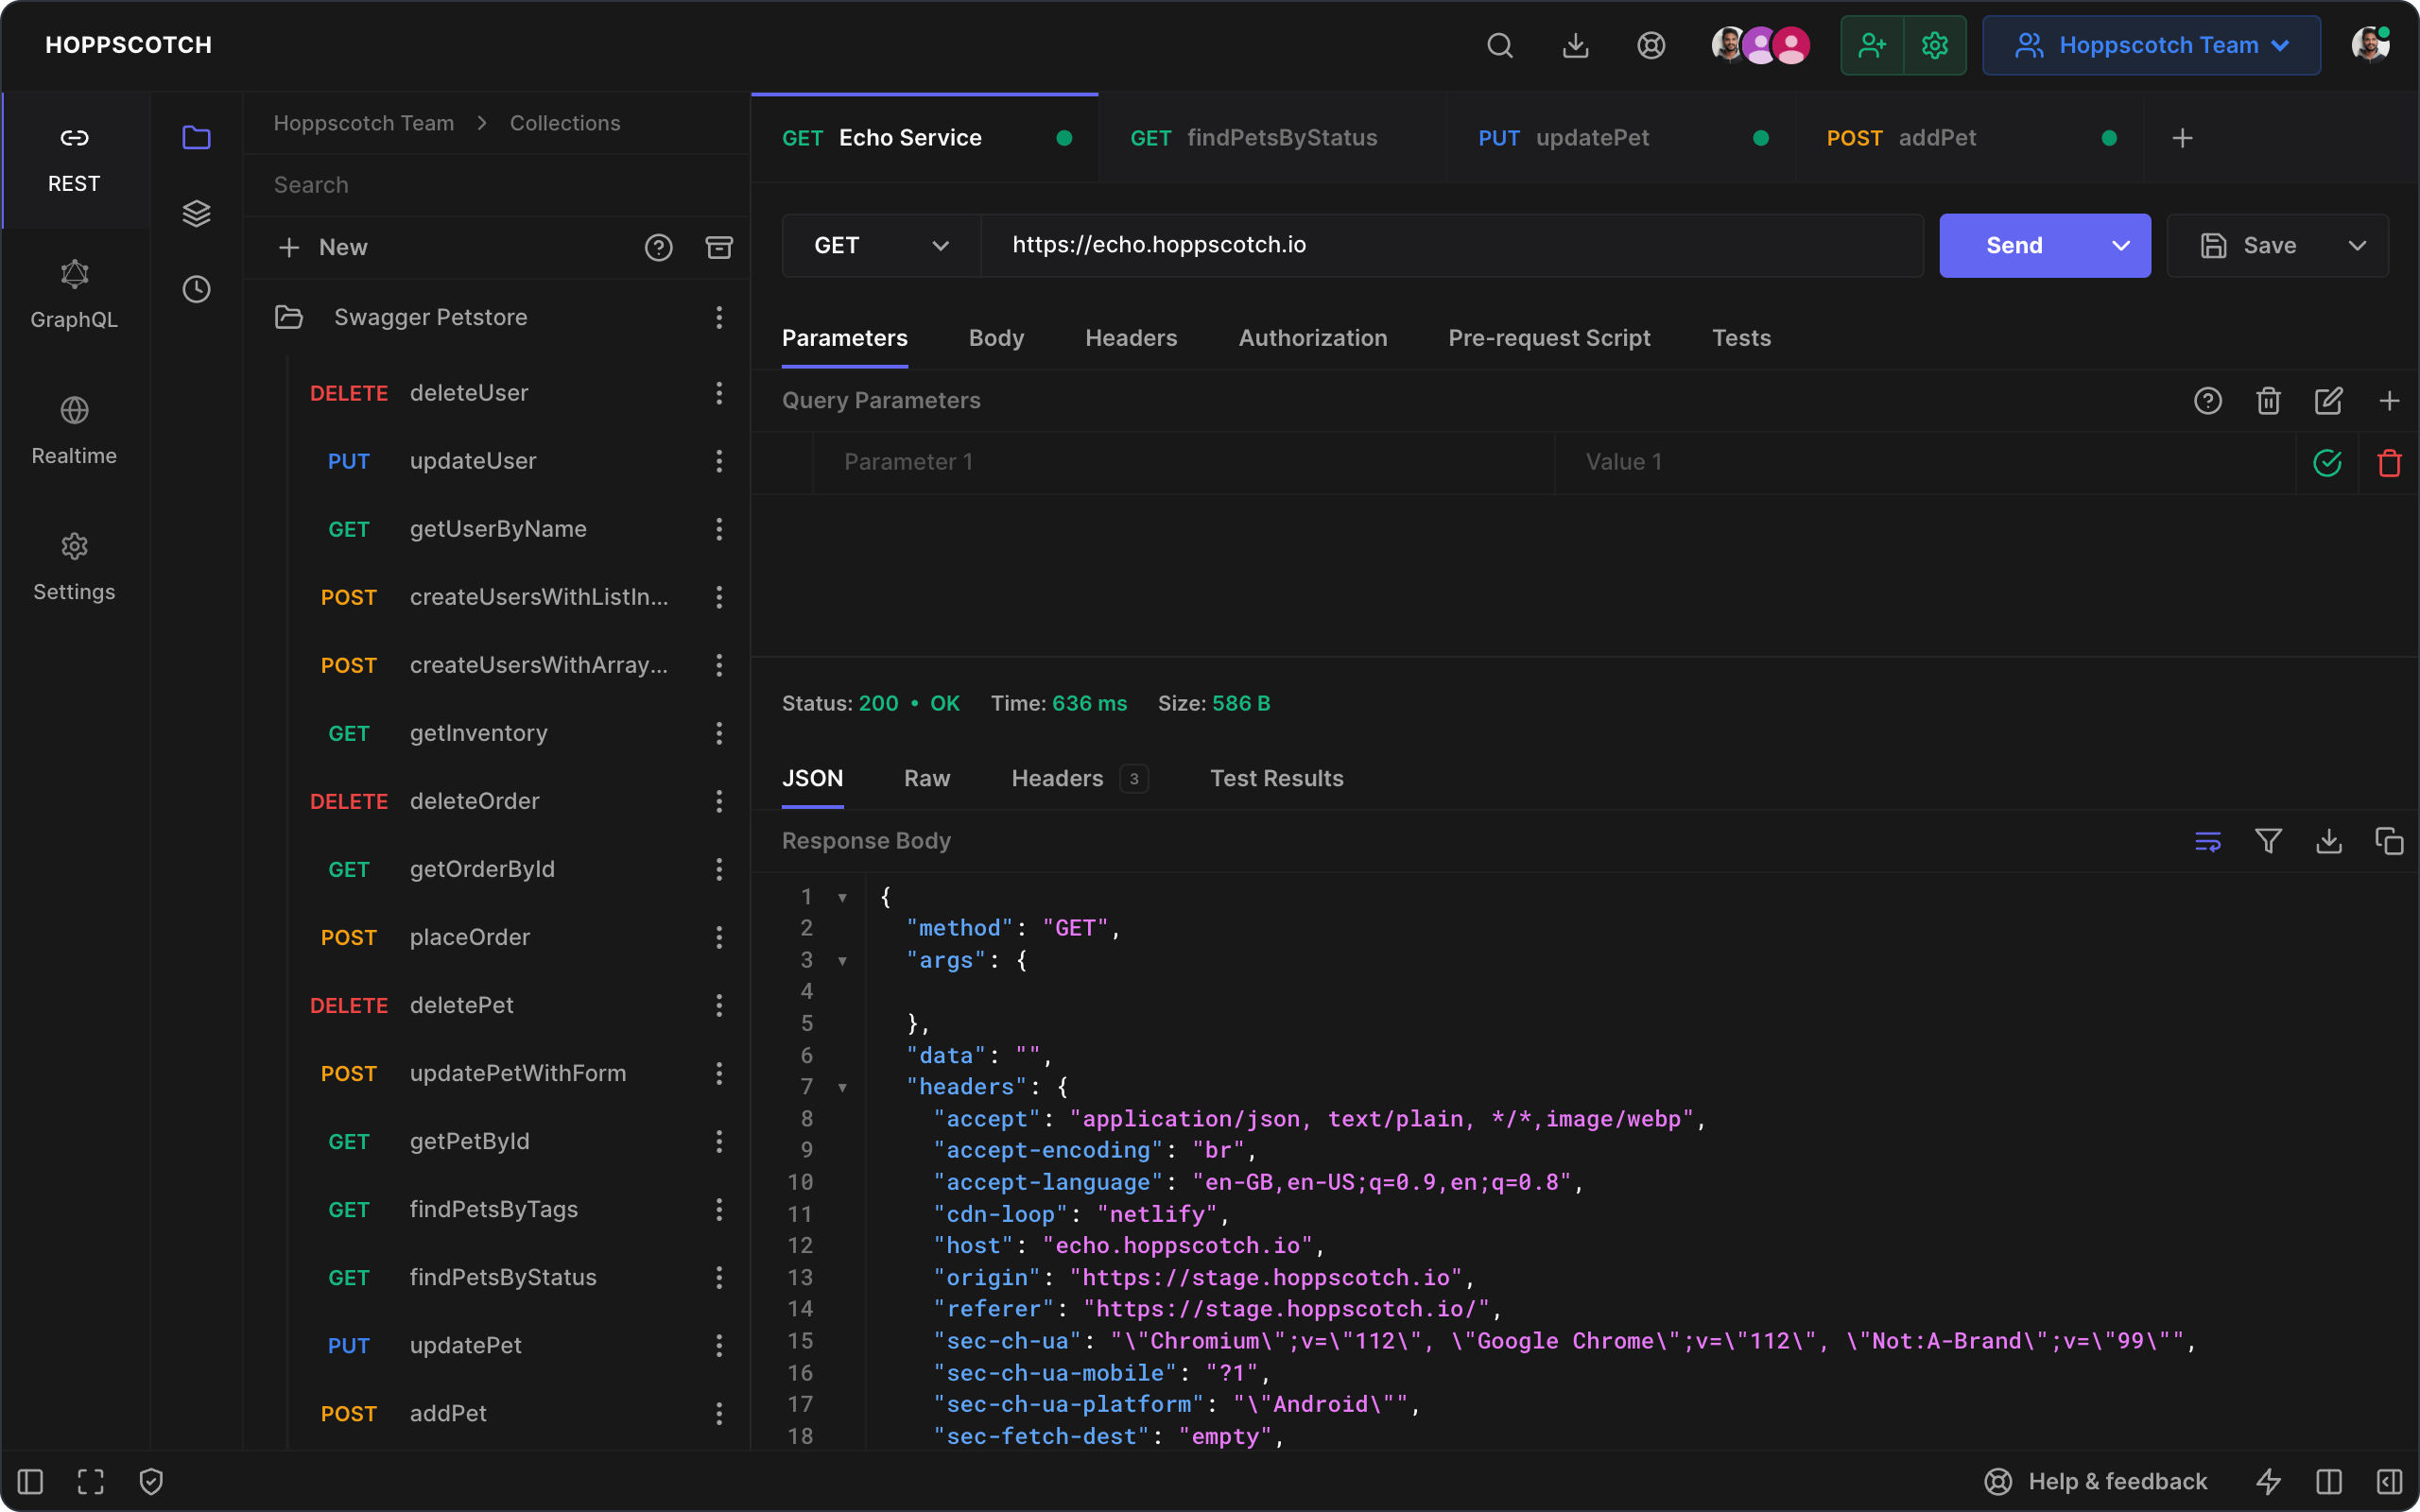 HOPPSCOTCH
Hoppscotch Team
REST
GraphQL
Realtime
Settings
Hoppscotch Team > Collections
Search
New
Swagger Petstore
DELETE deleteUser
PUT updateUser
GET getUserByName
POST createUsersWithListIn...
POST createUsersWithArray...
GET getInventory
DELETE deleteOrder
GET getOrderById
POST placeOrder
DELETE deletePet
POST updatePetWithForm
GET getPetById
GET findPetsByTags
GET findPetsByStatus
PUT updatePet
POST addPet
GET Echo Service
GET findPetsByStatus
PUT updatePet
POST addPet
GET
https://echo.hoppscotch.io
Send
Save
Parameters Body Headers Authorization Pre-request Script Tests
Query Parameters
Parameter 1 Value 1
Status: 200 • OK Time: 636 ms Size: 586 B
JSON Raw Headers 3 Test Results
Response Body
1 {
2 "method": "GET",
3 "args": {
4
5 },
6 "data": "",
7 "headers": {
8 "accept": "application/json, text/plain, */*,image/webp",
9 "accept-encoding": "br",
10 "accept-language": "en-GB,en-US;q=0.9,en;q=0.8",
11 "cdn-loop": "netlify",
12 "host": "echo.hoppscotch.io",
13 "origin": "https://stage.hoppscotch.io",
14 "referer": "https://stage.hoppscotch.io/",
15 "sec-ch-ua": "\"Chromium\";v=\"112\", \"Google Chrome\";v=\"112\", \"Not:A-Brand\";v=\"99\"",
16 "sec-ch-ua-mobile": "?1",
17 "sec-ch-ua-platform": "\"Android\"",
18 "sec-fetch-dest": "empty",
Help & feedback